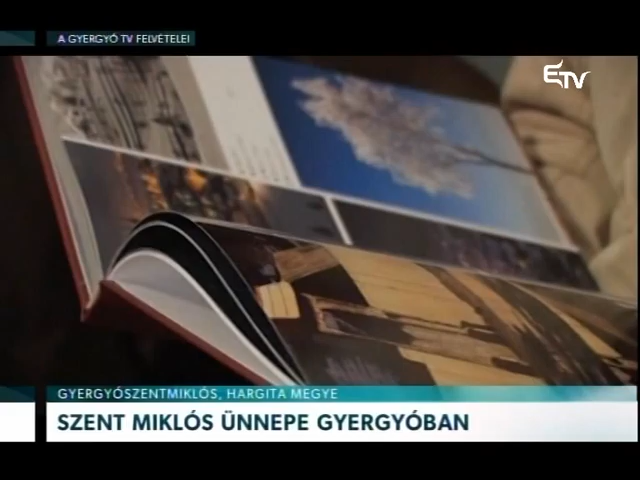 A GYERGYÓ TV FELVÉTELEI
ETV
GYERGYÓSZENTMIKLÓS, HARGITA MEGYE
SZENT MIKLÓS ÜNNEPE GYERGYÓBAN